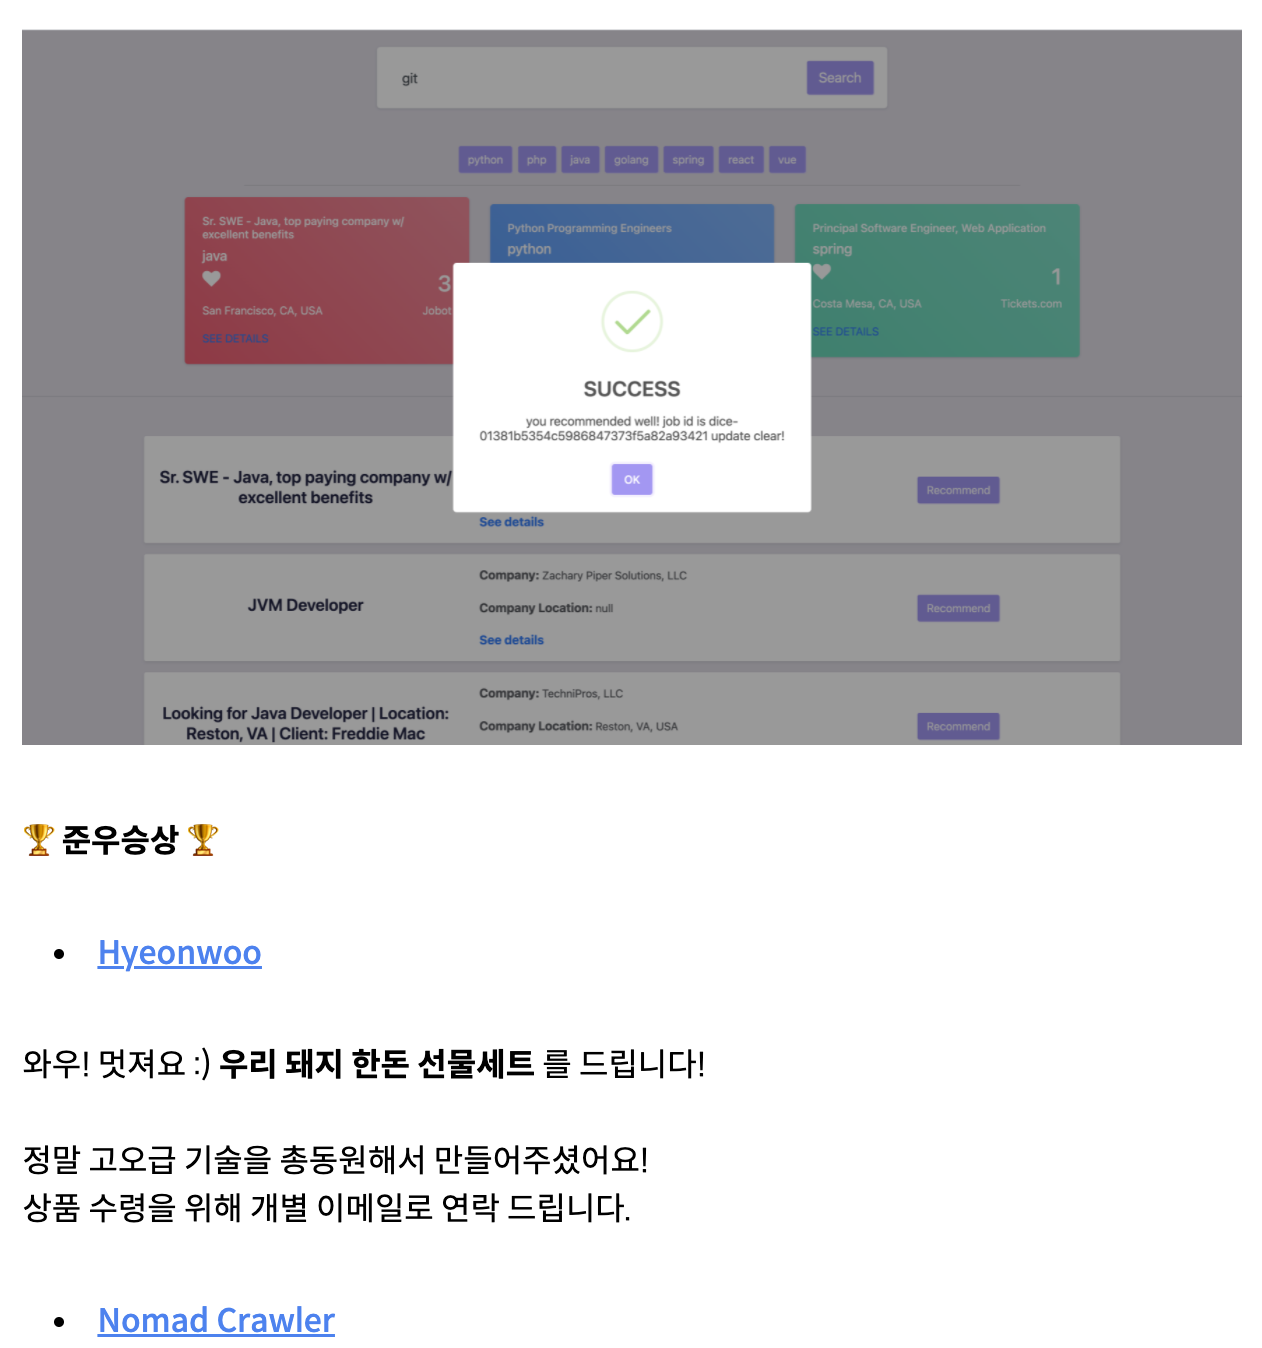 git
Search
python php java golang spring react vue
Sr. SWE - Java, top paying company w/
excellent benefits
java
3
San Francisco, CA, USA
Jobot
SEE DETAILS
Python Programming Engineers
python
Principal Software Engineer, Web Application
spring
1
Costa Mesa, CA, USA
Tickets.com
SEE DETAILS
SUCCESS
you recommended well! job id is dice-
01381b5354c5986847373f5a82a93421 update clear!
OK
Sr. SWE - Java, top paying company w/
excellent benefits
See details
Recommend
JVM Developer
Company: Zachary Piper Solutions, LLC
Company Location: null
See details
Recommend
Looking for Java Developer | Location:
Reston, VA | Client: Freddie Mac
Company: TechniPros, LLC
Company Location: Reston, VA, USA
Recommend
🏆 준우승상 🏆
• Hyeonwoo
와우! 멋져요 :) 우리 돼지 한돈 선물세트 를 드립니다!
정말 고오급 기술을 총동원해서 만들어주셨어요!
상품 수령을 위해 개별 이메일로 연락 드립니다.
• Nomad Crawler